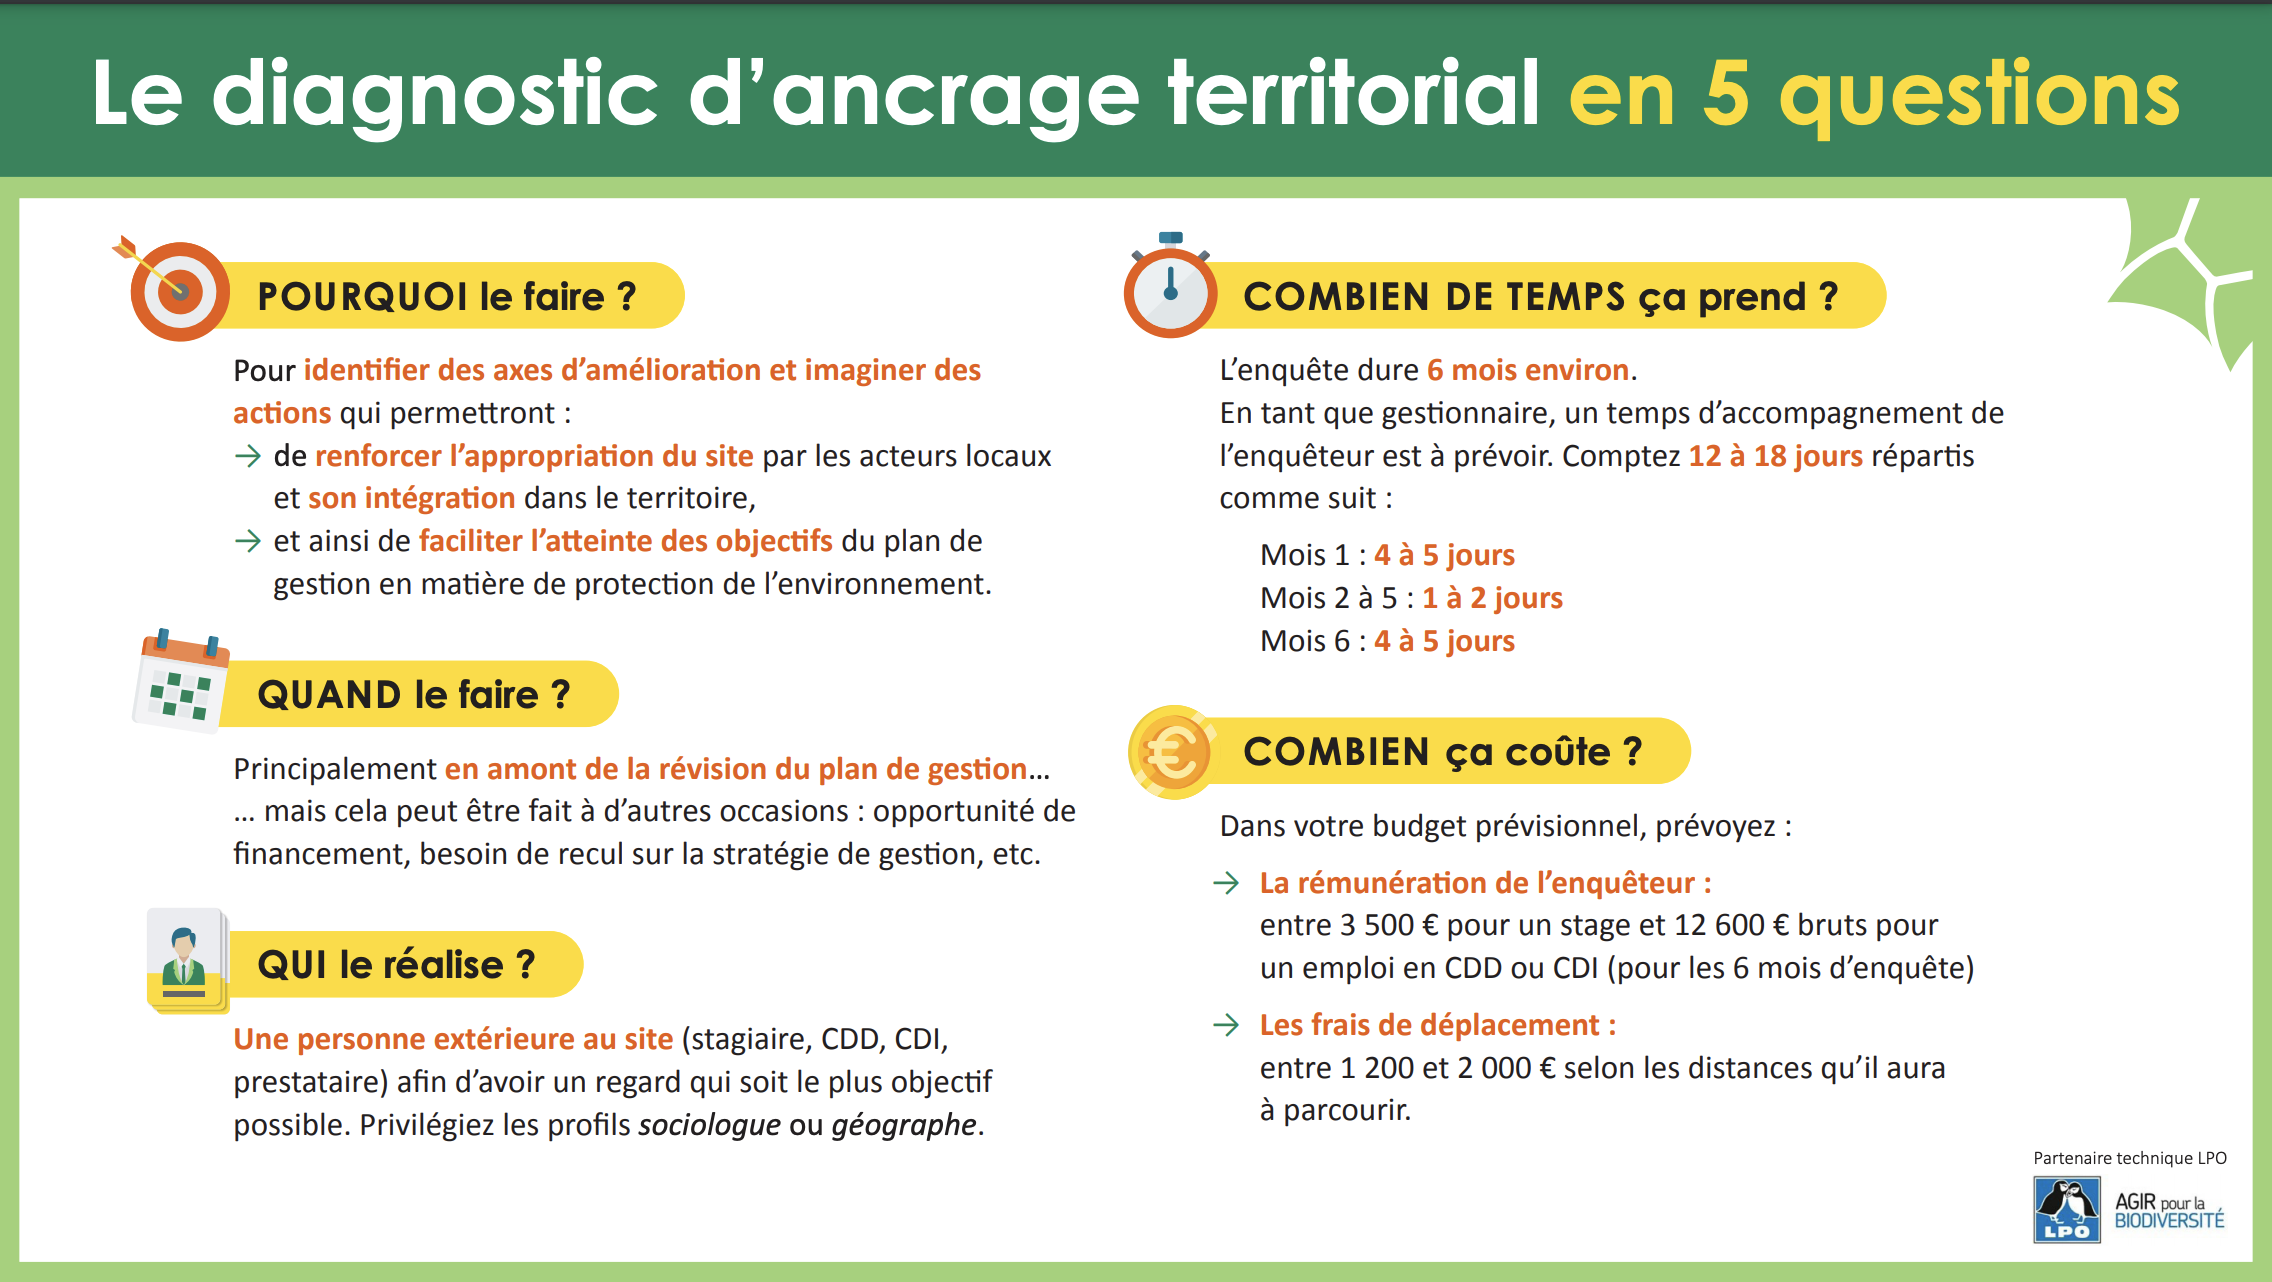 Le diagnostic d’ancrage territorial en 5 questions
POURQUOI le faire ?
Pour identifier des axes d’amélioration et imaginer des
actions qui permettront :
→ de renforcer l’appropriation du site par les acteurs locaux
et son intégration dans le territoire,
→ et ainsi de faciliter l’atteinte des objectifs du plan de
gestion en matière de protection de l’environnement.
QUAND le faire ?
Principalement en amont de la révision du plan de gestion...
... mais cela peut être fait à d’autres occasions : opportunité de
financement, besoin de recul sur la stratégie de gestion, etc.
QUI le réalise ?
Une personne extérieure au site (stagiaire, CDD, CDI,
prestataire) afin d’avoir un regard qui soit le plus objectif
possible. Privilégiez les profils sociologue ou géographe.
COMBIEN DE TEMPS ça prend ?
L’enquête dure 6 mois environ.
En tant que gestionnaire, un temps d’accompagnement de
l’enquêteur est à prévoir. Comptez 12 à 18 jours répartis
comme suit :
Mois 1 : 4 à 5 jours
Mois 2 à 5 : 1 à 2 jours
Mois 6 : 4 à 5 jours
COMBIEN ça coûte ?
Dans votre budget prévisionnel, prévoyez :
→ La rémunération de l’enquêteur :
entre 3 500 € pour un stage et 12 600 € bruts pour
un emploi en CDD ou CDI (pour les 6 mois d’enquête)
→ Les frais de déplacement :
entre 1 200 et 2 000 € selon les distances qu’il aura
à parcourir.
Partenaire technique LPO
LPO
AGIR pour la
BIODIVERSITÉ